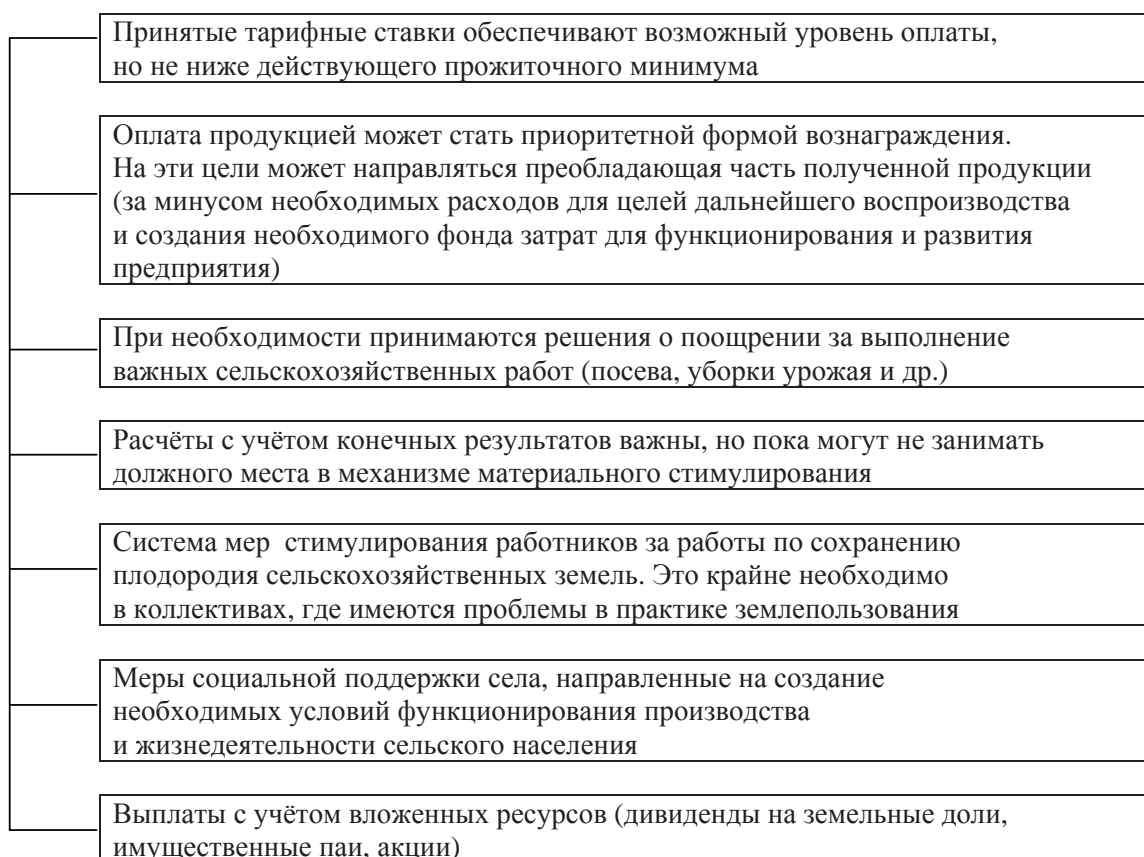 Принятые тарифные ставки обеспечивают возможный уровень оплаты,
но не ниже действующего прожиточного минимума
Оплата продукцией может стать приоритетной формой вознаграждения.
На эти цели может направляться преобладающая часть полученной продукции
(за минусом необходимых расходов для целей дальнейшего воспроизводства
и создания необходимого фонда затрат для функционирования и развития
предприятия)
При необходимости принимаются решения о поощрении за выполнение
важных сельскохозяйственных работ (посева, уборки урожая и др.)
Расчёты с учётом конечных результатов важны, но пока могут не занимать
должного места в механизме материального стимулирования
Система мер стимулирования работников за работы по сохранению
плодородия сельскохозяйственных земель. Это крайне необходимо
в коллективах, где имеются проблемы в практике землепользования
Меры социальной поддержки села, направленные на создание
необходимых условий функционирования производства
и жизнедеятельности сельского населения
Выплаты с учётом вложенных ресурсов (дивиденды на земельные доли,
имущественные паи, акции)